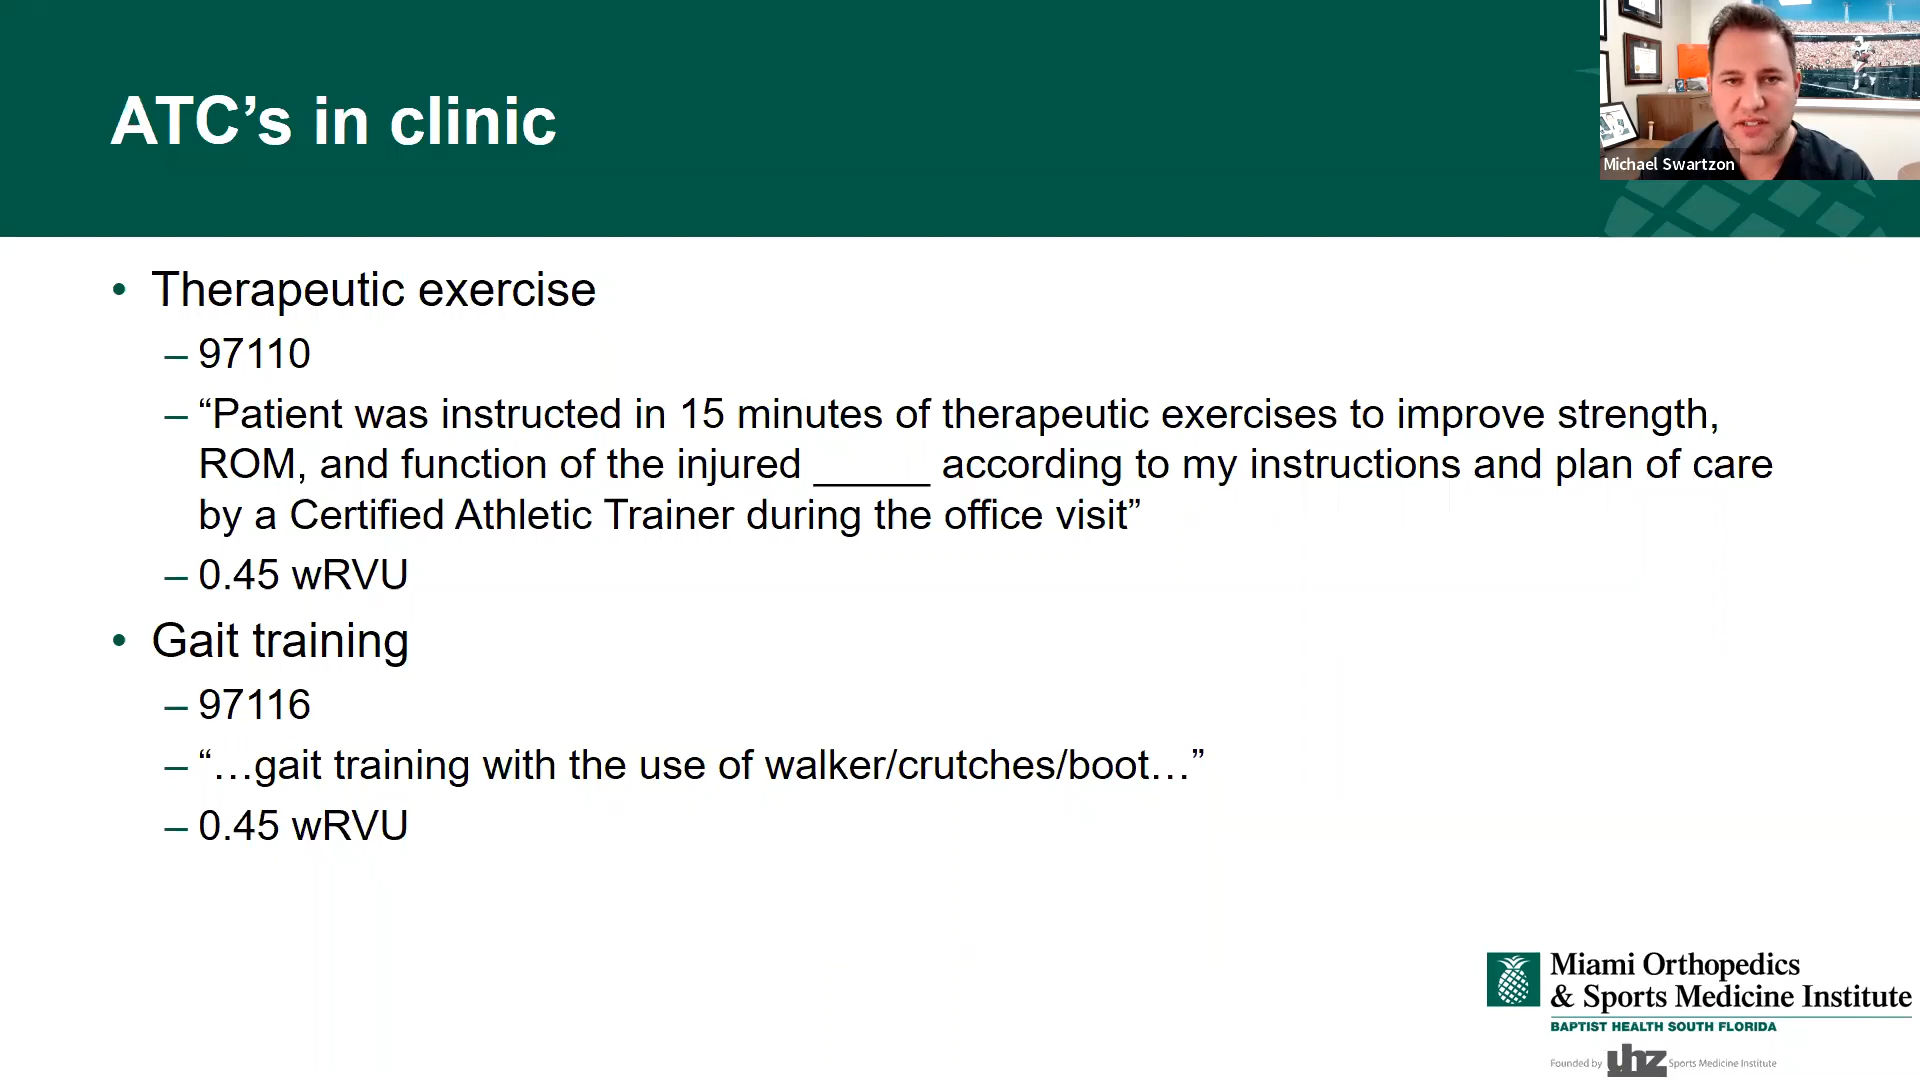 ATC’s in clinic
Michael Swartzon
• Therapeutic exercise
– 97110
– “Patient was instructed in 15 minutes of therapeutic exercises to improve strength,
ROM, and function of the injured _____ according to my instructions and plan of care
by a Certified Athletic Trainer during the office visit”
– 0.45 wRVU
• Gait training
– 97116
– “…gait training with the use of walker/crutches/boot…”
– 0.45 wRVU
Miami Orthopedics
& Sports Medicine Institute
BAPTIST HEALTH SOUTH FLORIDA
Founded by uhz Sports Medicine Institute